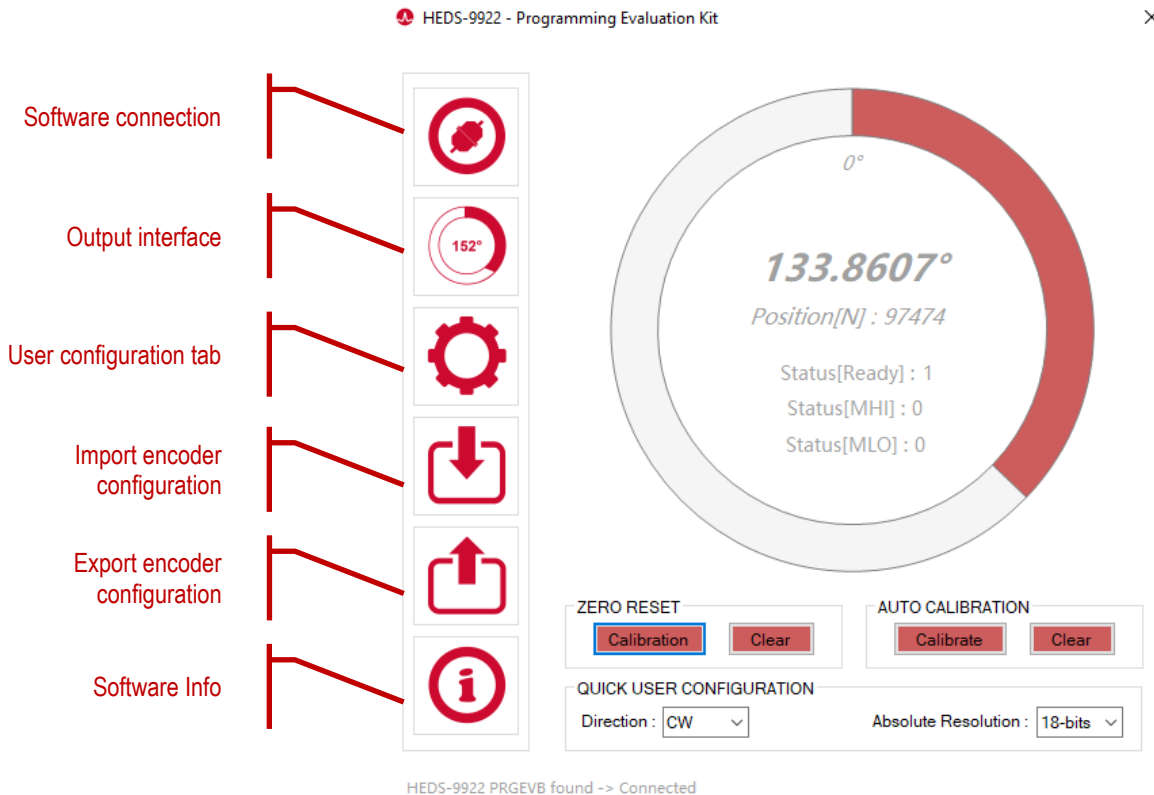 HEDS-9922 - Programming Evaluation Kit
Software connection
Output interface
152°
User configuration tab
Import encoder
configuration
Export encoder
configuration
Software Info
0°
133.8607°
Position[N] : 97474
Status[Ready] : 1
Status[MHI] : 0
Status[MLO] : 0
ZERO RESET
Calibration
Clear
AUTO CALIBRATION
Calibrate
Clear
QUICK USER CONFIGURATION
Direction : CW
Absolute Resolution : 18-bits
HEDS-9922 PRGEVB found -> Connected